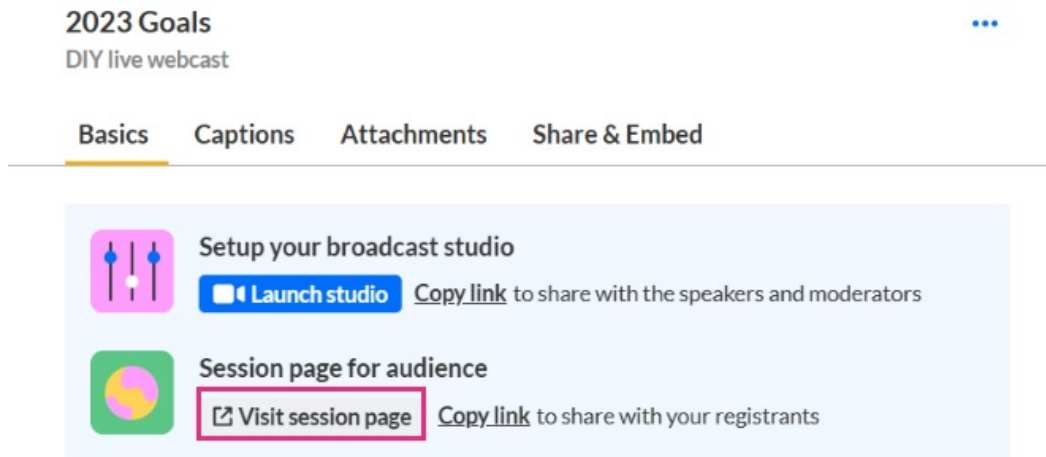 2023 Goals
DIY live webcast
Basics Captions Attachments Share & Embed
Setup your broadcast studio
Launch studio Copy link to share with the speakers and moderators
Session page for audience
Visit session page Copy link to share with your registrants